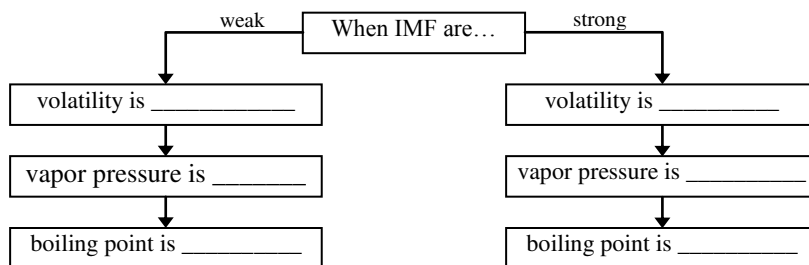 weak
When IMF are…
strong
volatility is ____________
volatility is __________
vapor pressure is _______
vapor pressure is __________
boiling point is __________
boiling point is __________